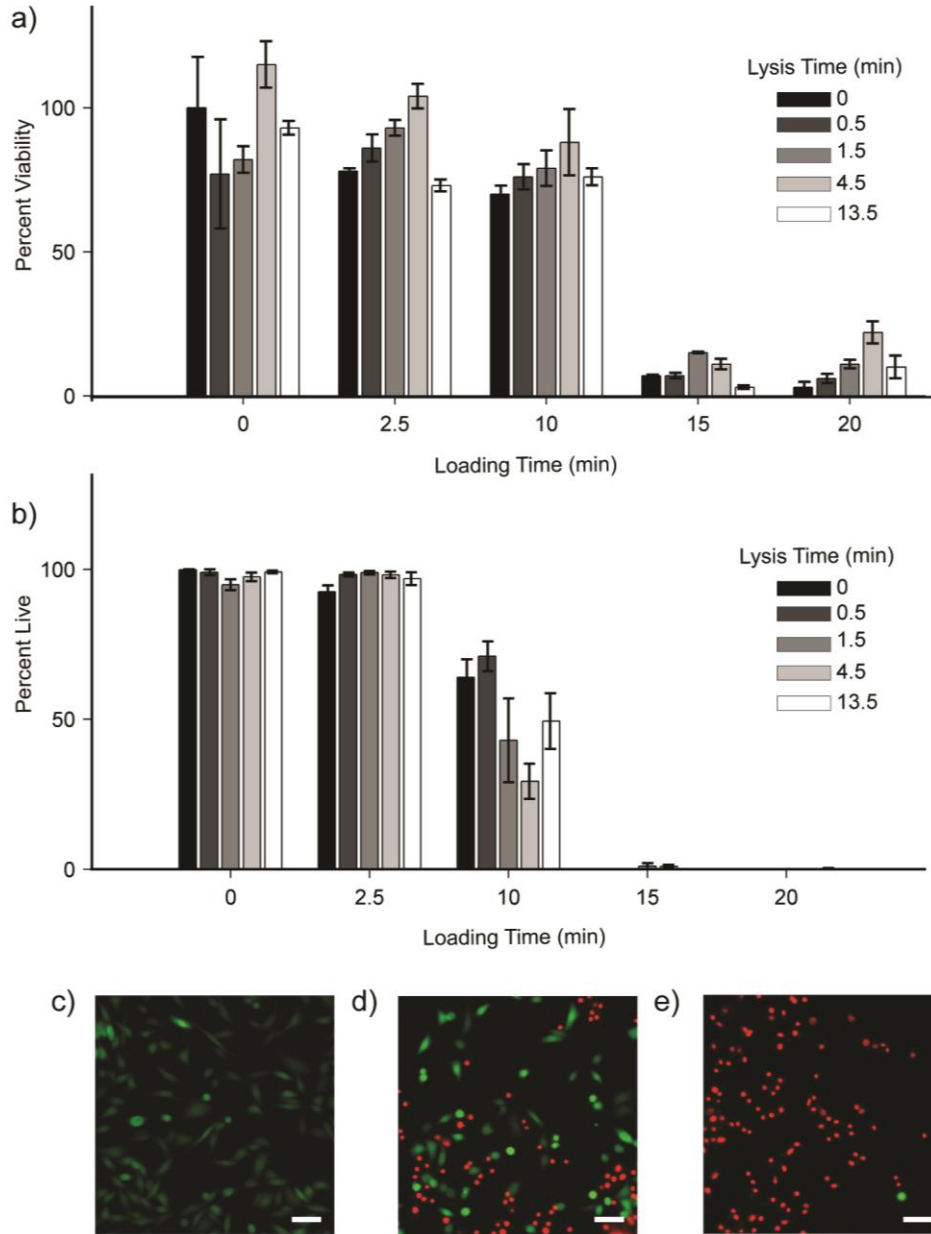 a)
Percent Viability
100
50
0
Lysis Time (min)
0
0.5
1.5
4.5
13.5
0 2.5 10 15 20
Loading Time (min)
b)
Percent Live
100
50
0
Lysis Time (min)
0
0.5
1.5
4.5
13.5
0 2.5 10 15 20
Loading Time (min)
c) d) e)